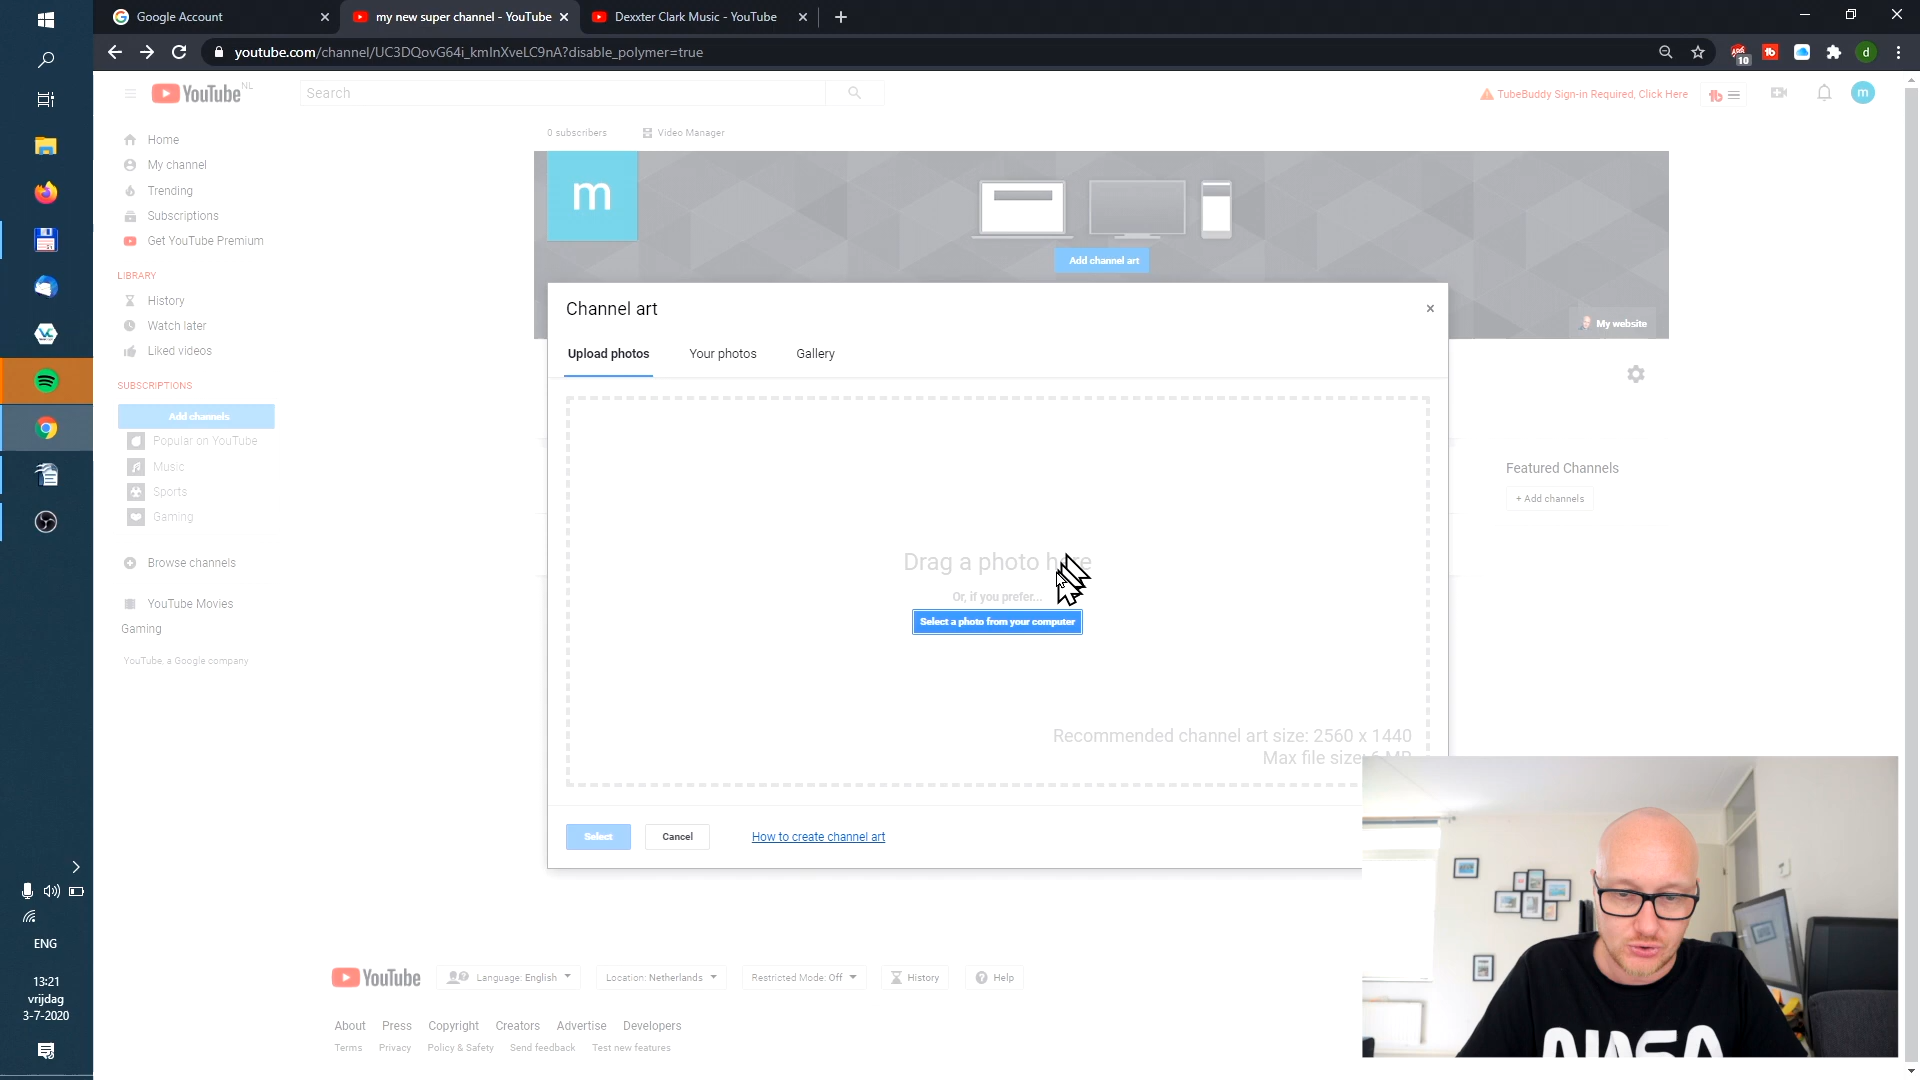 Google Account
my new super channel - YouTube
Dexxter Clark Music - YouTube
youtube.com/channel/UC3DQovG64i_kmInXveLC9nA?disable_polymer=true
10
d
YouTube NL
Search
TubeBuddy Sign-in Required, Click Here
tb
m
0 subscribers
Video Manager
Home
My channel
Trending
Subscriptions
Get YouTube Premium
LIBRARY
History
Watch later
Liked videos
SUBSCRIPTIONS
Add channels
Popular on YouTube
Music
Sports
Gaming
Browse channels
YouTube Movies
Gaming
YouTube, a Google company
m
Add channel art
My website
Channel art
Upload photos
Your photos
Gallery
Drag a photo here
Or, if you prefer...
Select a photo from your computer
Recommended channel art size: 2560 x 1440
Max file size: 6 MB
Select
Cancel
How to create channel art
Featured Channels
+ Add channels
YouTube
Language: English
Location: Netherlands
Restricted Mode: Off
History
Help
About Press Copyright Creators Advertise Developers
Terms Privacy Policy & Safety Send feedback Test new features
ENG
13:21
vrijdag
3-7-2020
NASA